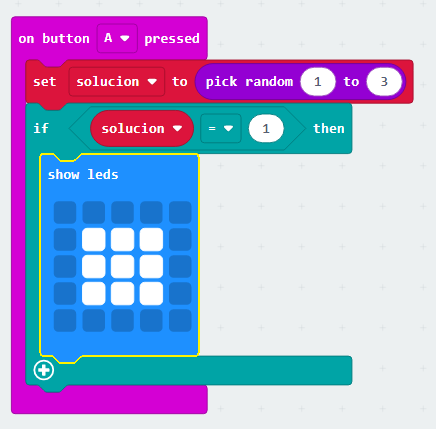 on button A pressed
set solucion to pick random 1 to 3
if solucion = 1 then
show leds